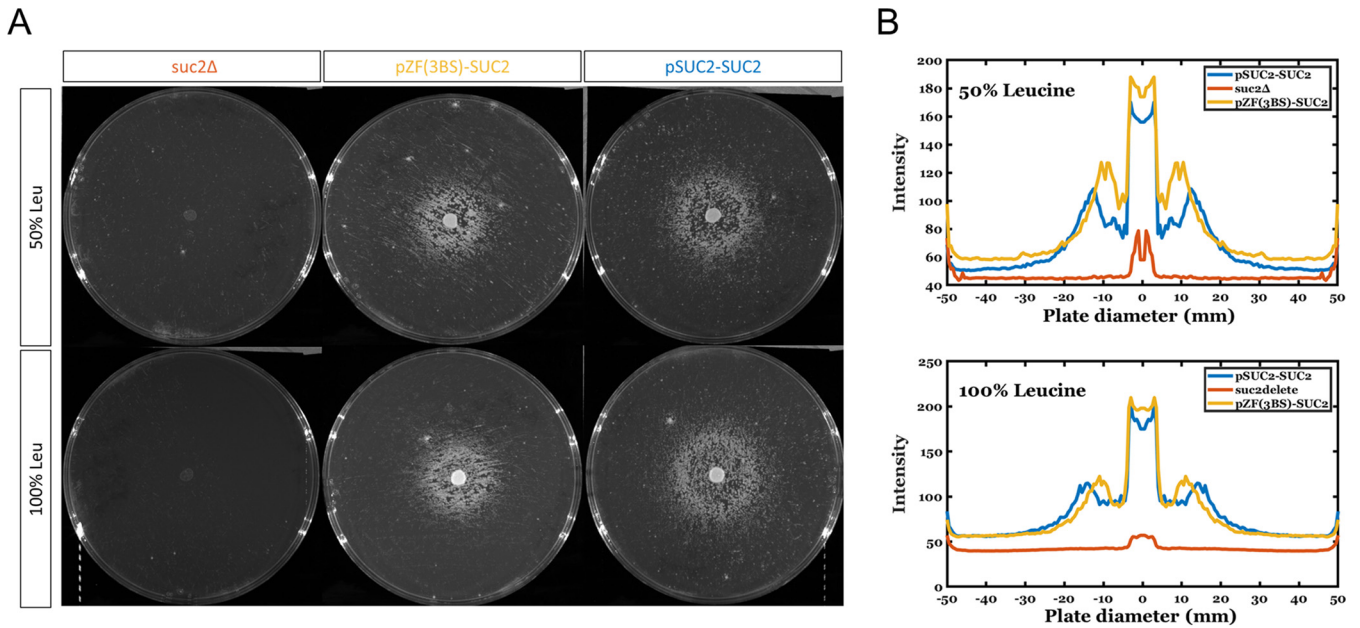 A
suc2Δ
pZF(3BS)-SUC2
pSUC2-SUC2
50% Leu
100% Leu
B
50% Leucine
pSUC2-SUC2
suc2Δ
pZF(3BS)-SUC2
Intensity
200
180
160
140
120
100
80
60
40
-50 -40 -30 -20 -10 0 10 20 30 40 50
Plate diameter (mm)
100% Leucine
pSUC2-SUC2
suc2delete
pZF(3BS)-SUC2
Intensity
250
200
150
100
50
0
-50 -40 -30 -20 -10 0 10 20 30 40 50
Plate diameter (mm)